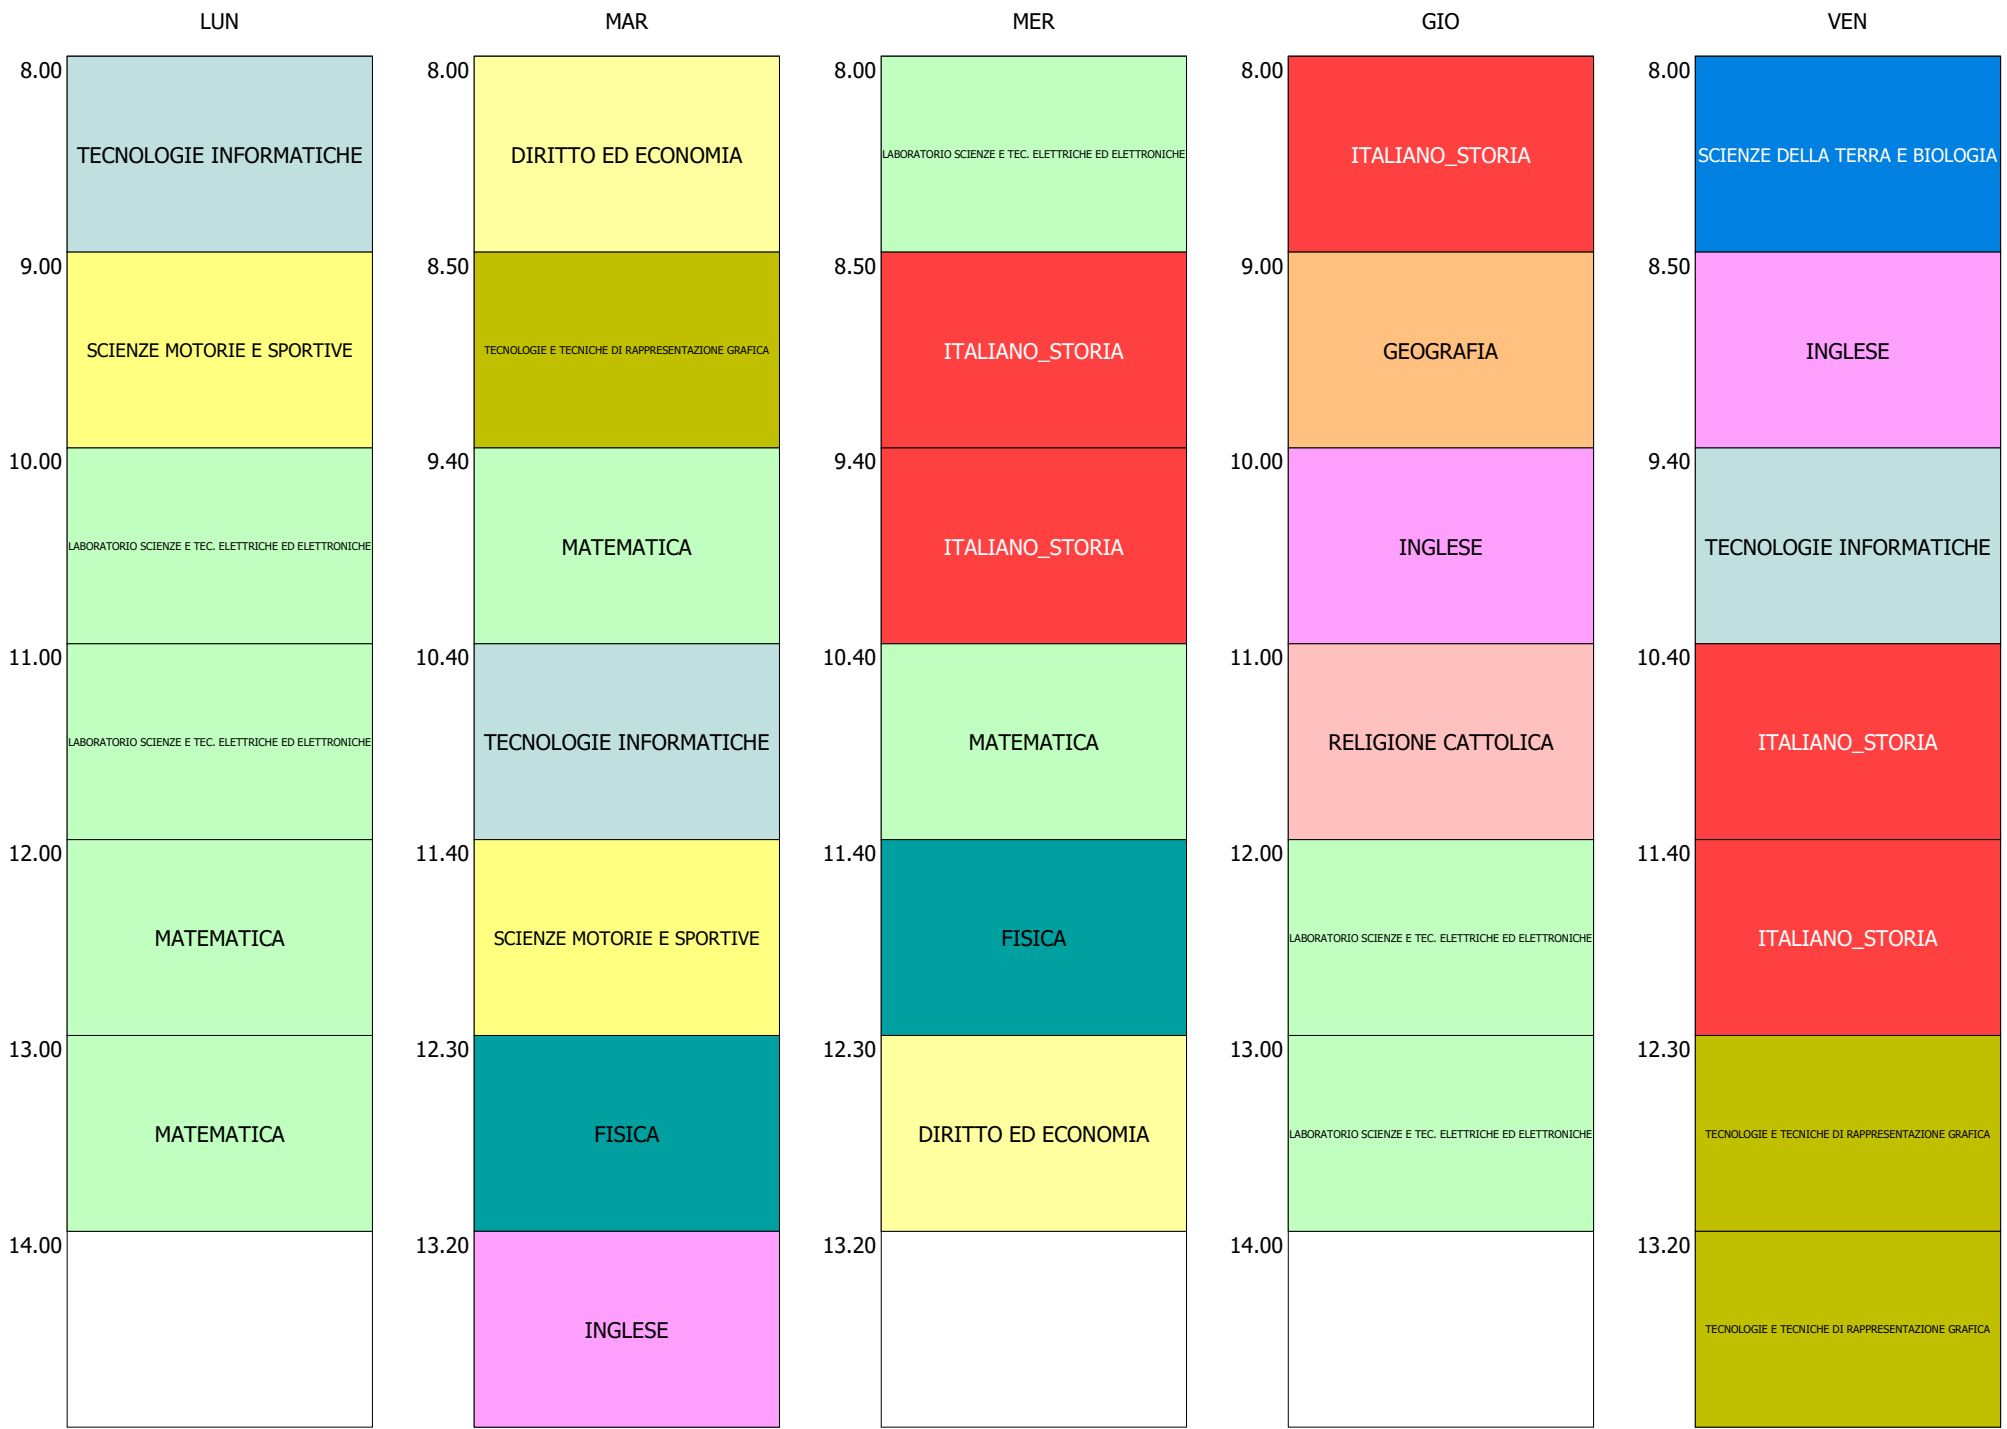 LUN MAR MER GIO VEN
8.00 TECNOLOGIE INFORMATICHE 8.00 DIRITTO ED ECONOMIA 8.00 LABORATORIO SCIENZE E TEC. ELETTRICHE ED ELETTRONICHE 8.00 ITALIANO_STORIA 8.00 SCIENZE DELLA TERRA E BIOLOGIA
9.00 SCIENZE MOTORIE E SPORTIVE 8.50 TECNOLOGIE E TECNICHE DI RAPPRESENTAZIONE GRAFICA 8.50 ITALIANO_STORIA 9.00 GEOGRAFIA 8.50 INGLESE
10.00 LABORATORIO SCIENZE E TEC. ELETTRICHE ED ELETTRONICHE 9.40 MATEMATICA 9.40 ITALIANO_STORIA 10.00 INGLESE 9.40 TECNOLOGIE INFORMATICHE
11.00 LABORATORIO SCIENZE E TEC. ELETTRICHE ED ELETTRONICHE 10.40 TECNOLOGIE INFORMATICHE 10.40 MATEMATICA 11.00 RELIGIONE CATTOLICA 10.40 ITALIANO_STORIA
12.00 MATEMATICA 11.40 SCIENZE MOTORIE E SPORTIVE 11.40 FISICA 12.00 LABORATORIO SCIENZE E TEC. ELETTRICHE ED ELETTRONICHE 11.40 ITALIANO_STORIA
13.00 MATEMATICA 12.30 FISICA 12.30 DIRITTO ED ECONOMIA 13.00 LABORATORIO SCIENZE E TEC. ELETTRICHE ED ELETTRONICHE 12.30 TECNOLOGIE E TECNICHE DI RAPPRESENTAZIONE GRAFICA
14.00 13.20 INGLESE 13.20 14.00 13.20 TECNOLOGIE E TECNICHE DI RAPPRESENTAZIONE GRAFICA